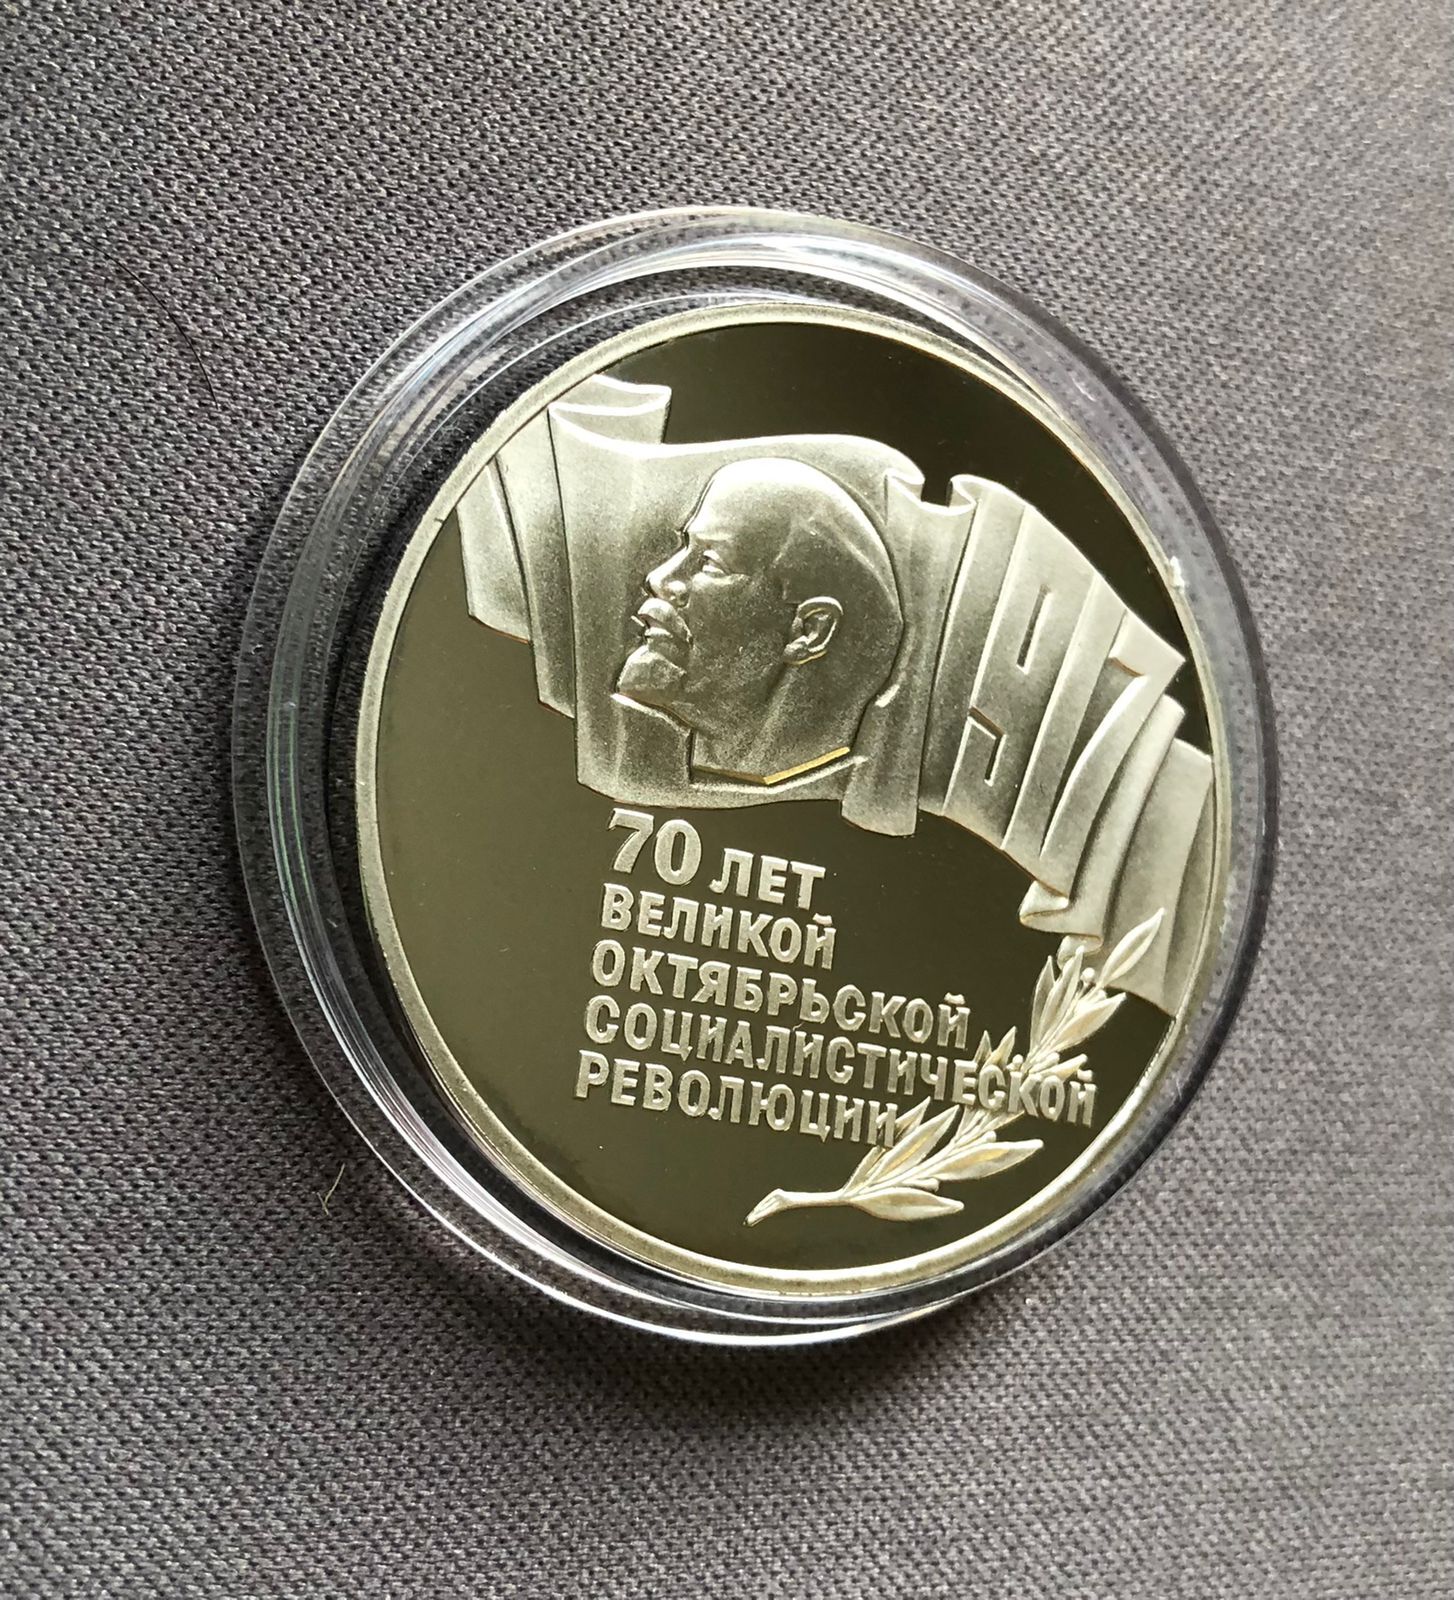 1917
70 ЛЕТ
ВЕЛИКОЙ
ОКТЯБРЬСКОЙ
СОЦИАЛИСТИЧЕСКОЙ
РЕВОЛЮЦИИ